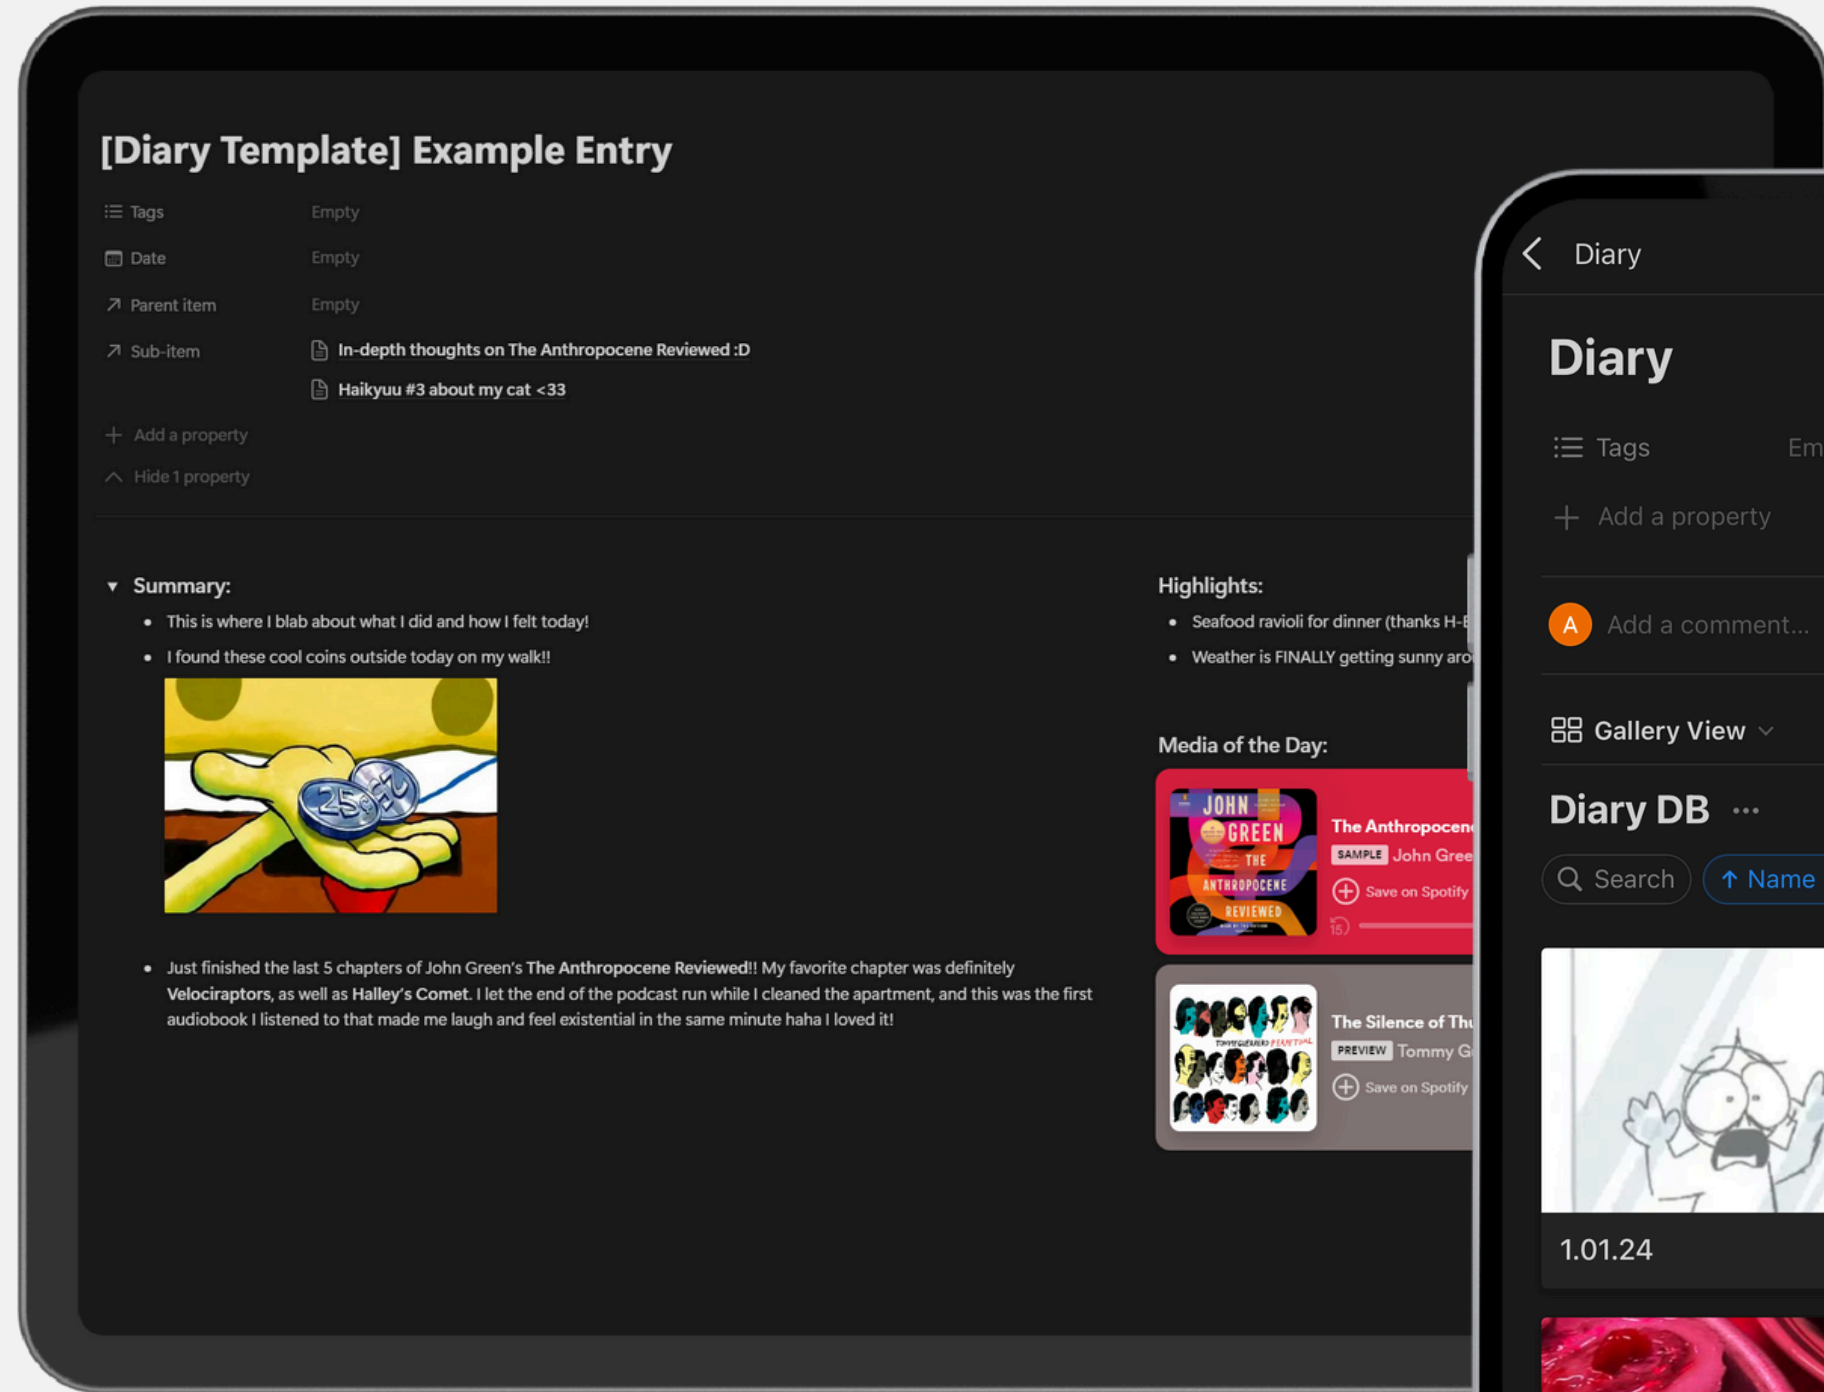 [Diary Template] Example Entry
Tags Empty
Date Empty
Parent item Empty
Sub-item In-depth thoughts on The Anthropocene Reviewed :D
Haikyuu #3 about my cat <33
Add a property
Hide 1 property
Summary:
This is where I blab about what I did and how I felt today!
I found these cool coins outside today on my walk!!
25
25
Just finished the last 5 chapters of John Green's The Anthropocene Reviewed!! My favorite chapter was definitely
Velociraptors, as well as Halley's Comet. I let the end of the podcast run while I cleaned the apartment, and this was the first
audiobook I listened to that made me laugh and feel existential in the same minute haha I loved it!
Highlights:
Seafood ravioli for dinner (thanks H-E
Weather is FINALLY getting sunny aro
Media of the Day:
JOHN
GREEN
THE
ANTHROPOCENE
REVIEWED
The Anthropocen
SAMPLE John Gree
Save on Spotify
15
TOMMY GUERRERO PERPETUAL
The Silence of Thu
PREVIEW Tommy G
Save on Spotify
Diary
Diary
Tags Em
Add a property
A Add a comment...
Gallery View
Diary DB ...
Search ↑ Name
1.01.24